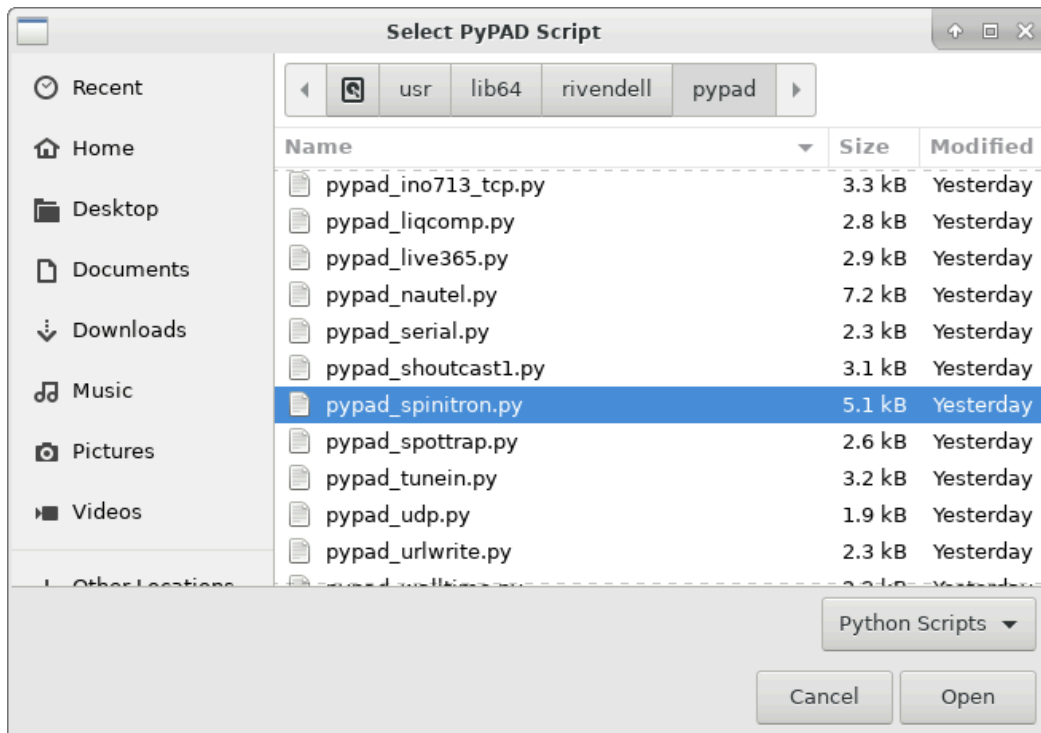 Select PyPAD Script
Recent
Home
Desktop
Documents
Downloads
Music
Pictures
Videos
Other Locations
usr lib64 rivendell pypad
Name Size Modified
pypad_ino713_tcp.py 3.3 kB Yesterday
pypad_liqcomp.py 2.8 kB Yesterday
pypad_live365.py 2.9 kB Yesterday
pypad_nautel.py 7.2 kB Yesterday
pypad_serial.py 2.3 kB Yesterday
pypad_shoutcast1.py 3.1 kB Yesterday
pypad_spinitron.py 5.1 kB Yesterday
pypad_spottrap.py 2.6 kB Yesterday
pypad_tunein.py 3.2 kB Yesterday
pypad_udp.py 1.9 kB Yesterday
pypad_urlwrite.py 2.3 kB Yesterday
Python Scripts
Cancel Open